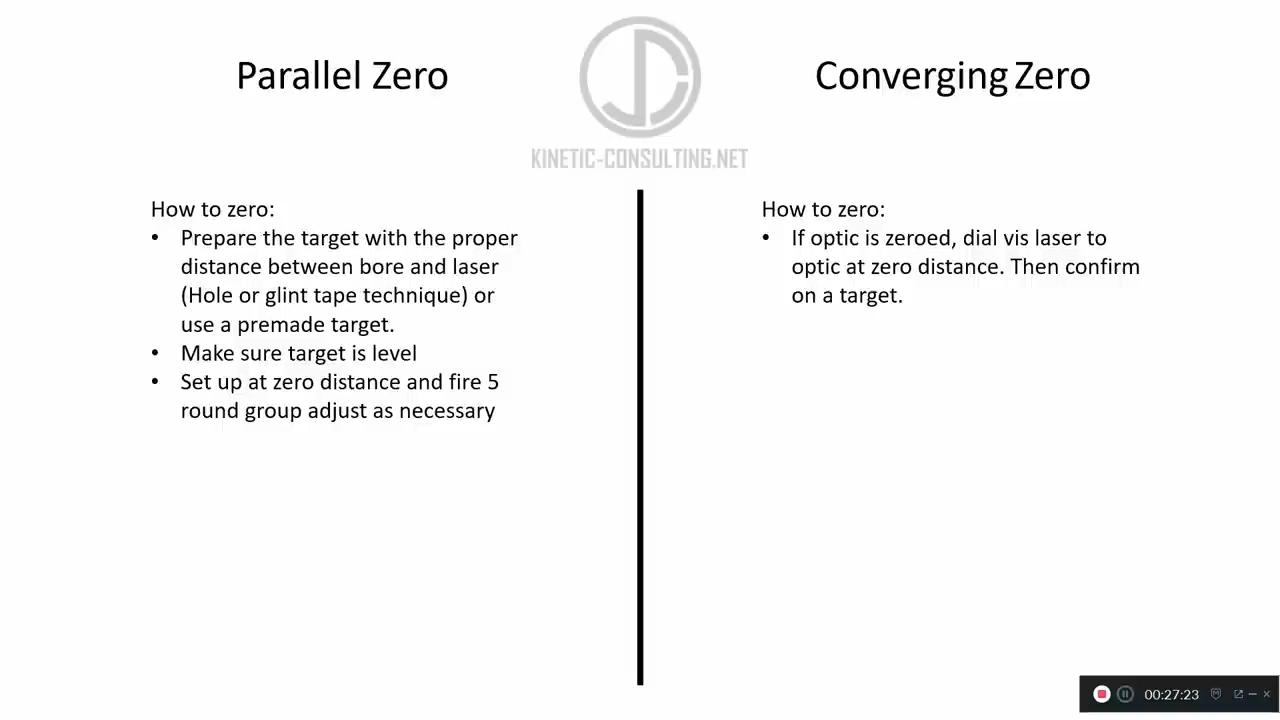 Parallel Zero
Converging Zero
KINETIC-CONSULTING.NET
How to zero:
• Prepare the target with the proper
distance between bore and laser
(Hole or glint tape technique) or
use a premade target.
• Make sure target is level
• Set up at zero distance and fire 5
round group adjust as necessary
How to zero:
• If optic is zeroed, dial vis laser to
optic at zero distance. Then confirm
on a target.
00:27:23